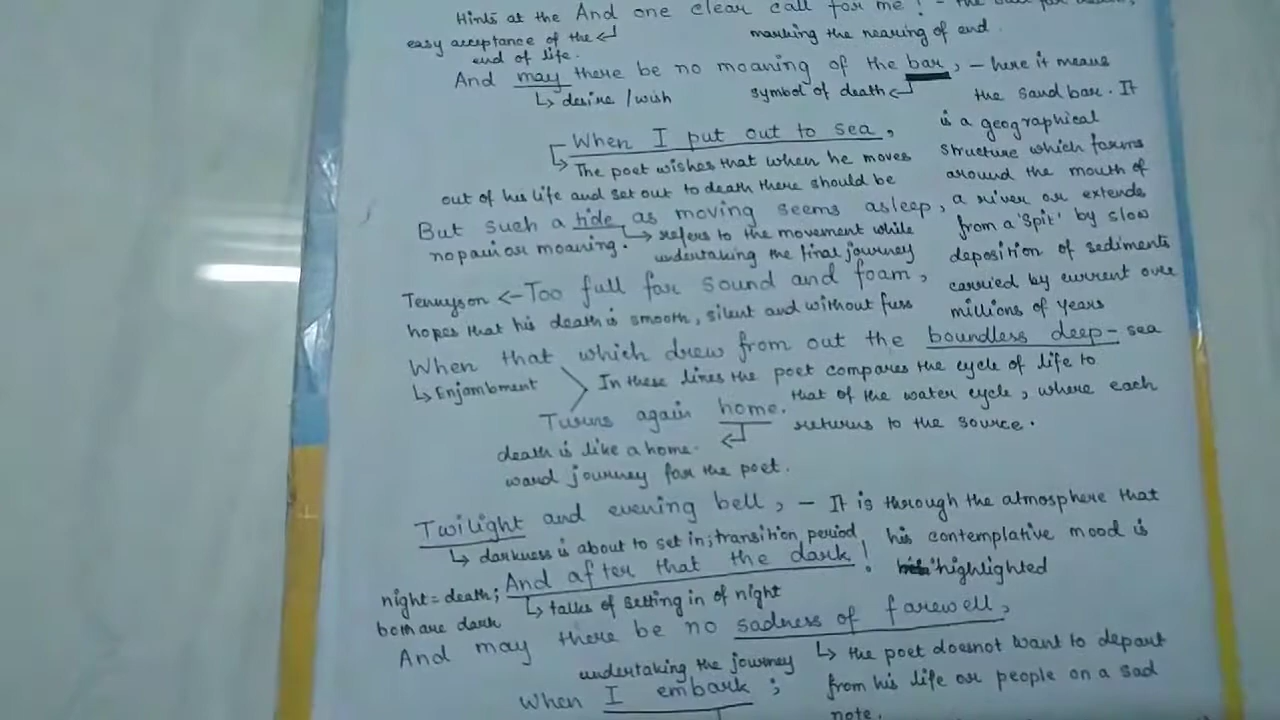 Hints at the And one clear call for me!
easy acceptance of the marking the nearing of end.
end of life.
And may there be no moaning of the bar, – here it means
↳ desire / wish symbol of death the sand bar. It
When I put out to sea, is a geographical
↳ The poet wishes that when he moves structure which forms
out of his life and set out to death there should be around the mouth of
But such a tide as moving seems asleep, a river or extends
no pain or moaning. ↳ refers to the movement while from a 'spit' by slow
undertaking the final journey deposition of sediments
Tennyson ← Too full for sound and foam, carried by current over
hopes that his death is smooth, silent and without fuss millions of years
When that which drew from out the boundless deep – sea
↳ Enjambment In these lines the poet compares the cycle of life to
Turns again home. that of the water cycle, where each
death is like a home- returns to the source.
ward journey for the poet.
Twilight and evening bell, – It is through the atmosphere that
↳ darkness is about to set in; transition period his contemplative mood is
night = death; And after that the dark! highlighted
both are dark ↳ talks of setting in of night
And may there be no sadness of farewell,
undertaking the journey ↳ the poet doesnot want to depart
When I embark; from his life or people on a sad
note.